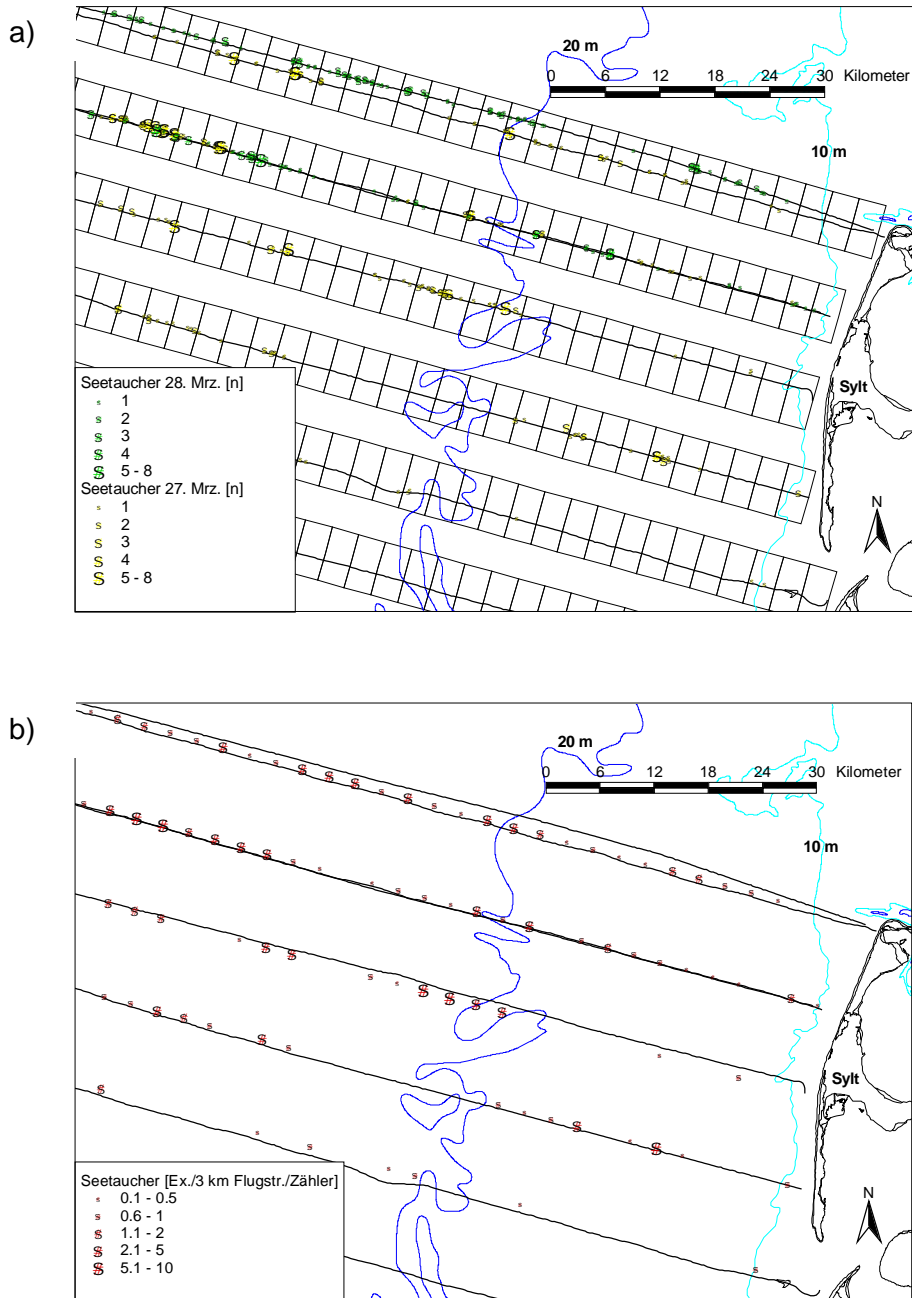 a)
20 m
0 6 12 18 24 30 Kilometer
10 m
Sylt
N
Seetaucher 28. Mrz. [n]
s 1
s 2
s 3
s 4
s 5 - 8
Seetaucher 27. Mrz. [n]
s 1
s 2
s 3
s 4
s 5 - 8
b)
20 m
0 6 12 18 24 30 Kilometer
10 m
Sylt
N
Seetaucher [Ex./3 km Flugstr./Zähler]
s 0.1 - 0.5
s 0.6 - 1
s 1.1 - 2
s 2.1 - 5
s 5.1 - 10